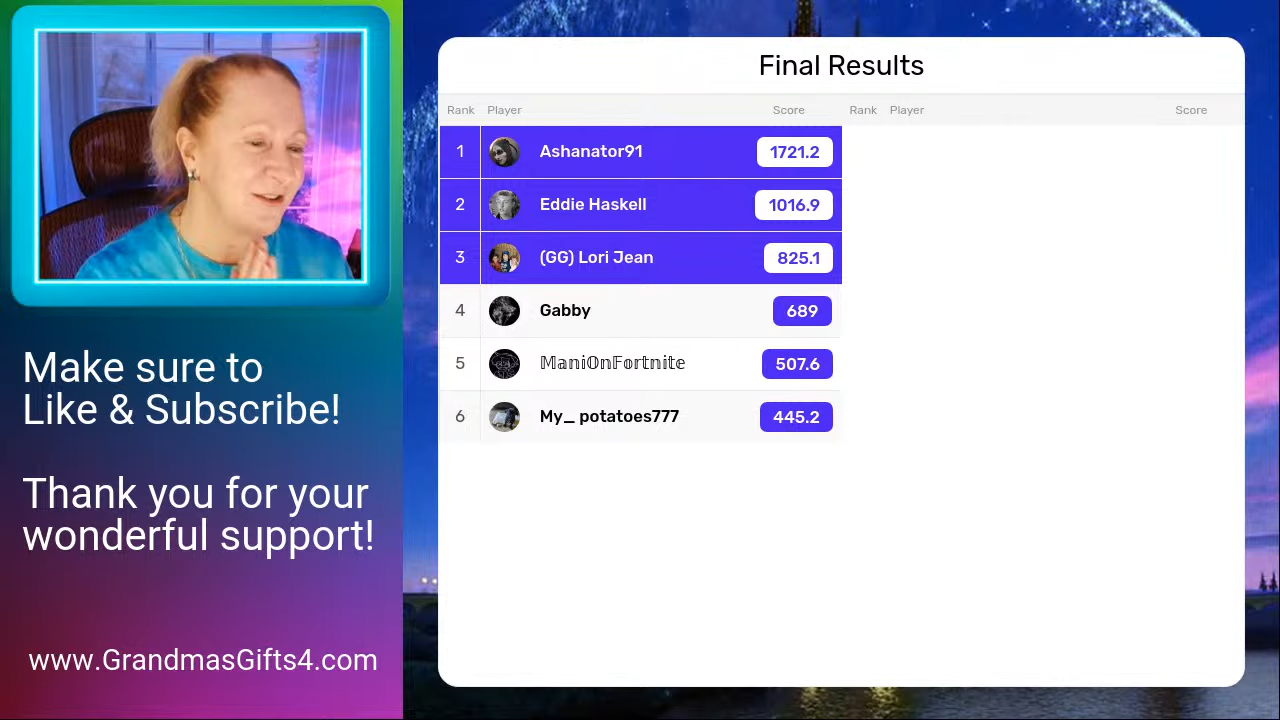 Make sure to
Like & Subscribe!
Thank you for your
wonderful support!
www.GrandmasGifts4.com
Final Results
Rank Player Score Rank Player Score
1 Ashanator91 1721.2
2 Eddie Haskell 1016.9
3 (GG) Lori Jean 825.1
4 Gabby 689
5 𝕄𝕒𝕟𝕚𝕆𝕟𝔽𝕠𝕣𝕥𝕟𝕚𝕥𝕖 507.6
6 My_ potatoes777 445.2